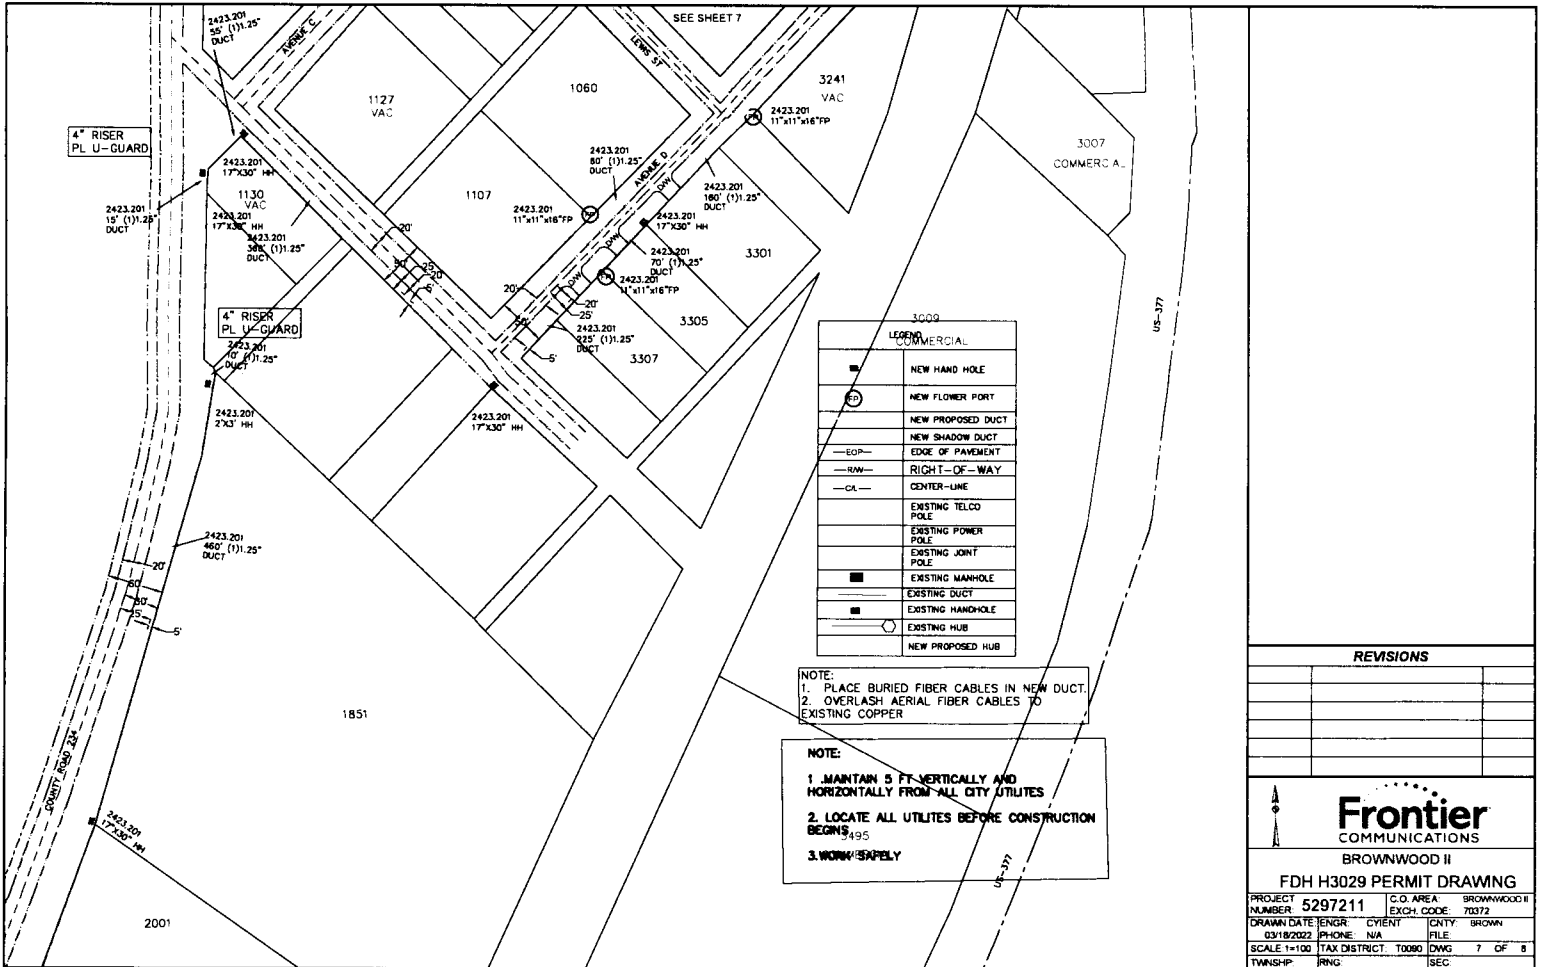 SEE SHEET 7
2423.201
55' (1)1.25"
DUCT
AVENUE C
LEWIS ST
1127
VAC
1060
3241
VAC
2423.201
11"x11"x16"FP
3007
COMMERCIAL
4" RISER
PL U-GUARD
2423.201
17"X30" HH
1130
VAC
2423.201
15' (1)1.25"
DUCT
2423.201
17"X30" HH
2423.201
(1)1.25"
DUCT
1107
2423.201
80' (1)1.25"
DUCT
AVENUE D
D/W
2423.201
160' (1)1.25"
DUCT
2423.201
11"x11"x16"FP
2423.201
17"X30" HH
D/W
2423.201
70' (1)1.25"
DUCT
3301
D/W
2423.201
11"x11"x16"FP
20'
50'
25'
20'
5'
20'
20'
25'
5'
2423.201
225' (1)1.25"
DUCT
3305
3307
4" RISER
PL U-GUARD
2423.201
10' (1)1.25"
DUCT
2423.201
2'X3' HH
2423.201
17"X30" HH
US-377
3009
COMMERCIAL
LEGEND
NEW HAND HOLE
FP
NEW FLOWER PORT
NEW PROPOSED DUCT
NEW SHADOW DUCT
EOP
EDGE OF PAVEMENT
R/W
RIGHT-OF-WAY
C/L
CENTER-LINE
EXISTING TELCO
POLE
EXISTING POWER
POLE
EXISTING JOINT
POLE
EXISTING MANHOLE
EXISTING DUCT
EXISTING HANDHOLE
EXISTING HUB
NEW PROPOSED HUB
2423.201
460' (1)1.25"
DUCT
20'
60'
25'
5'
NOTE:
1. PLACE BURIED FIBER CABLES IN NEW DUCT.
2. OVERLASH AERIAL FIBER CABLES TO
EXISTING COPPER
1851
COUNTY ROAD 234
NOTE:
1 .MAINTAIN 5 FT VERTICALLY AND
HORIZONTALLY FROM ALL CITY UTILITES
2. LOCATE ALL UTILITES BEFORE CONSTRUCTION
BEGINS
3495
3.WORK SAFELY
US-377
2423.201
17"X30" HH
2001
REVISIONS
Frontier
COMMUNICATIONS
BROWNWOOD II
FDH H3029 PERMIT DRAWING
PROJECT NUMBER: 5297211
C.O. AREA: BROWNWOOD II
EXCH. CODE: 70372
DRAWN DATE: 03/18/2022
ENGR: CYIENT
PHONE: N/A
CNTY: BROWN
FILE:
SCALE 1=100
TAX DISTRICT: T0090
DWG 7 OF 8
TWNSHP:
RNG:
SEC: